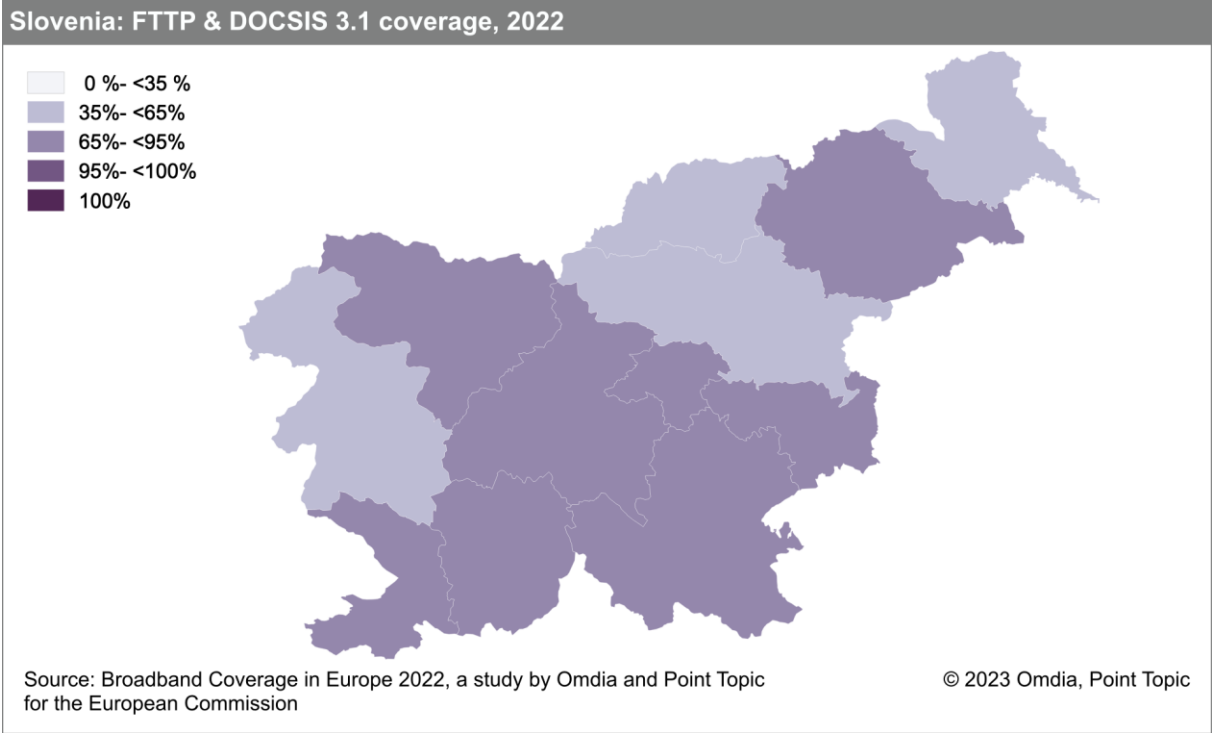 Slovenia: FTTP & DOCSIS 3.1 coverage, 2022
0 %- <35 %
35%- <65%
65%- <95%
95%- <100%
100%
Source: Broadband Coverage in Europe 2022, a study by Omdia and Point Topic
for the European Commission
© 2023 Omdia, Point Topic